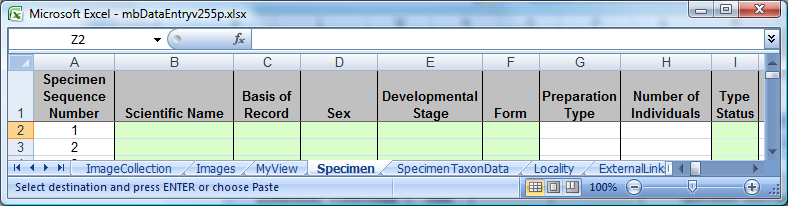 Microsoft Excel - mbDataEntryv255p.xlsx
Z2 fx
A B C D E F G H I
1 Specimen Sequence Number Scientific Name Basis of Record Sex Developmental Stage Form Preparation Type Number of Individuals Type Status
2 1
3 2
ImageCollection Images MyView Specimen SpecimenTaxonData Locality ExternalLink
Select destination and press ENTER or choose Paste 100%